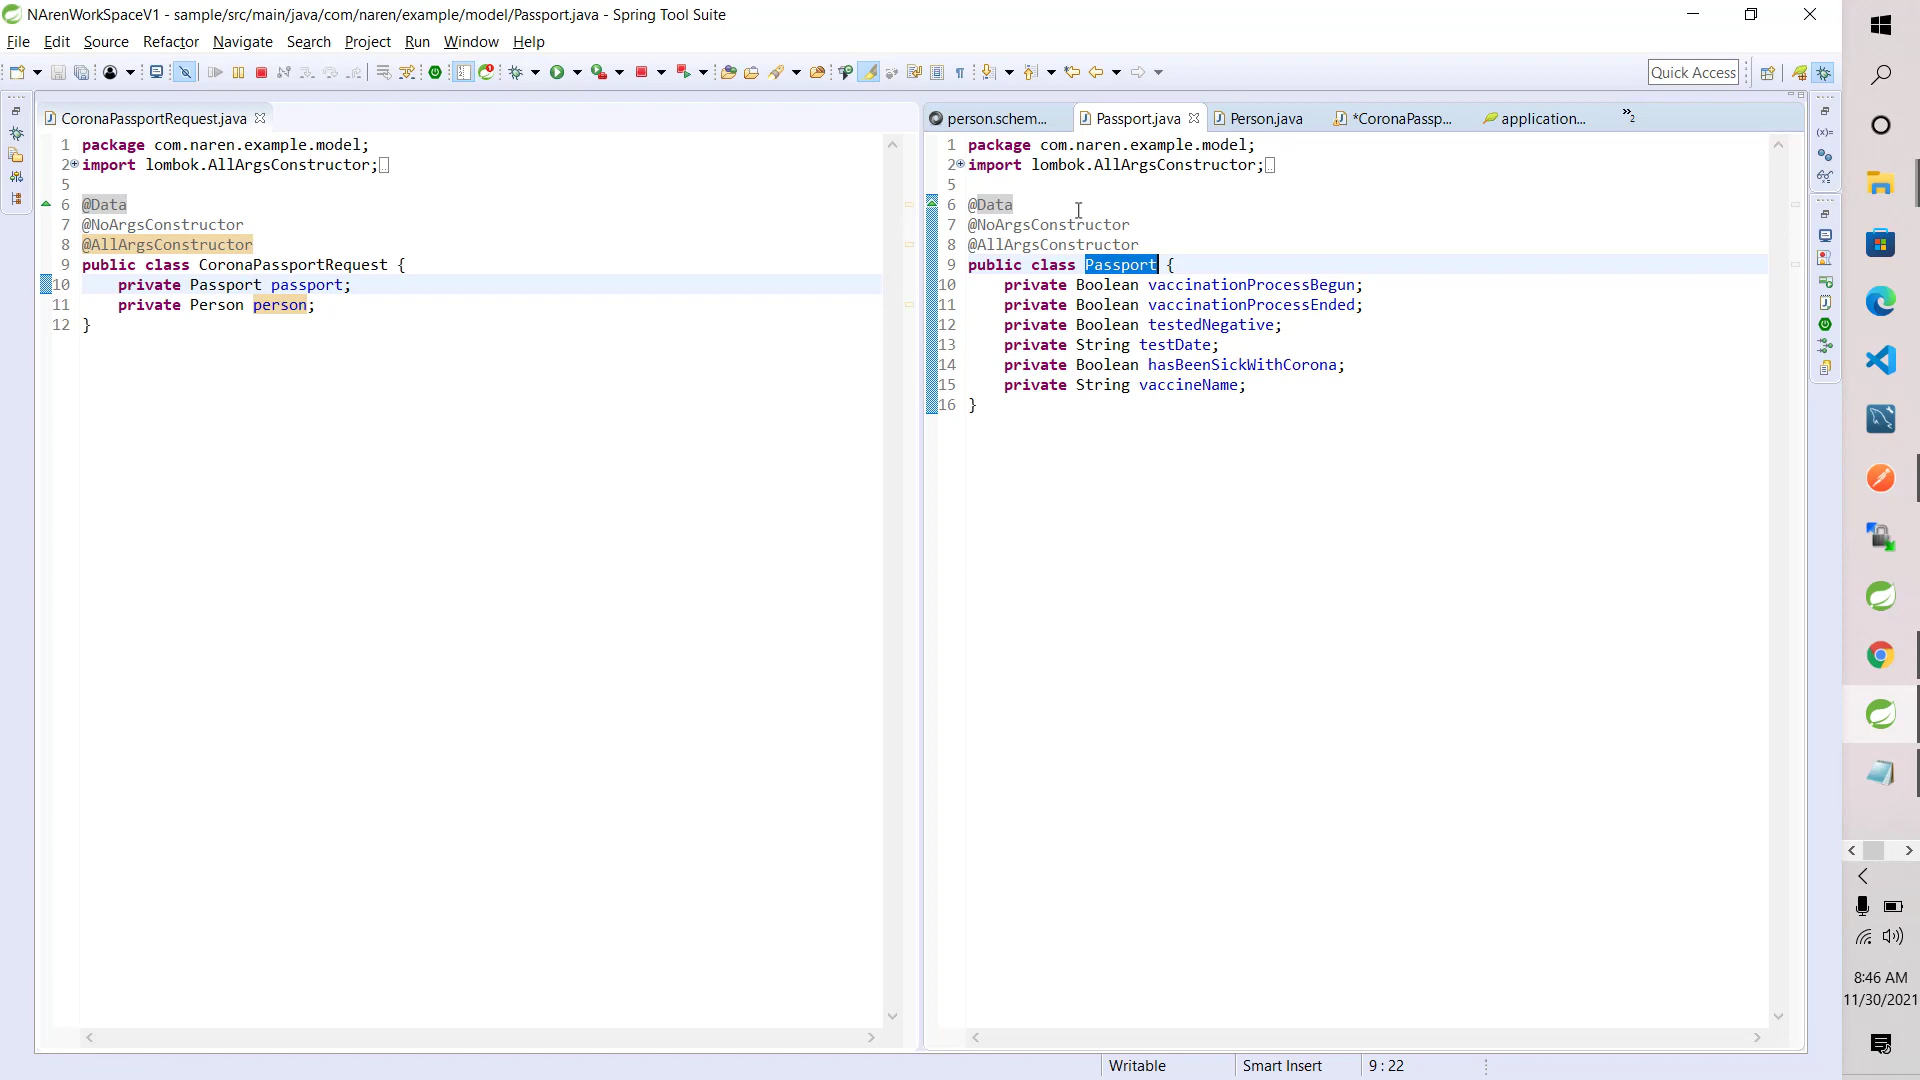 NArenWorkSpaceV1 - sample/src/main/java/com/naren/example/model/Passport.java - Spring Tool Suite
File Edit Source Refactor Navigate Search Project Run Window Help
Quick Access
CoronaPassportRequest.java
1 package com.naren.example.model;
2 import lombok.AllArgsConstructor;
5
6 @Data
7 @NoArgsConstructor
8 @AllArgsConstructor
9 public class CoronaPassportRequest {
10 private Passport passport;
11 private Person person;
12 }
person.schem... Passport.java Person.java *CoronaPassp... application... »2
1 package com.naren.example.model;
2 import lombok.AllArgsConstructor;
5
6 @Data
7 @NoArgsConstructor
8 @AllArgsConstructor
9 public class Passport {
10 private Boolean vaccinationProcessBegun;
11 private Boolean vaccinationProcessEnded;
12 private Boolean testedNegative;
13 private String testDate;
14 private Boolean hasBeenSickWithCorona;
15 private String vaccineName;
16 }
Writable Smart Insert 9 : 22
8:46 AM
11/30/2021